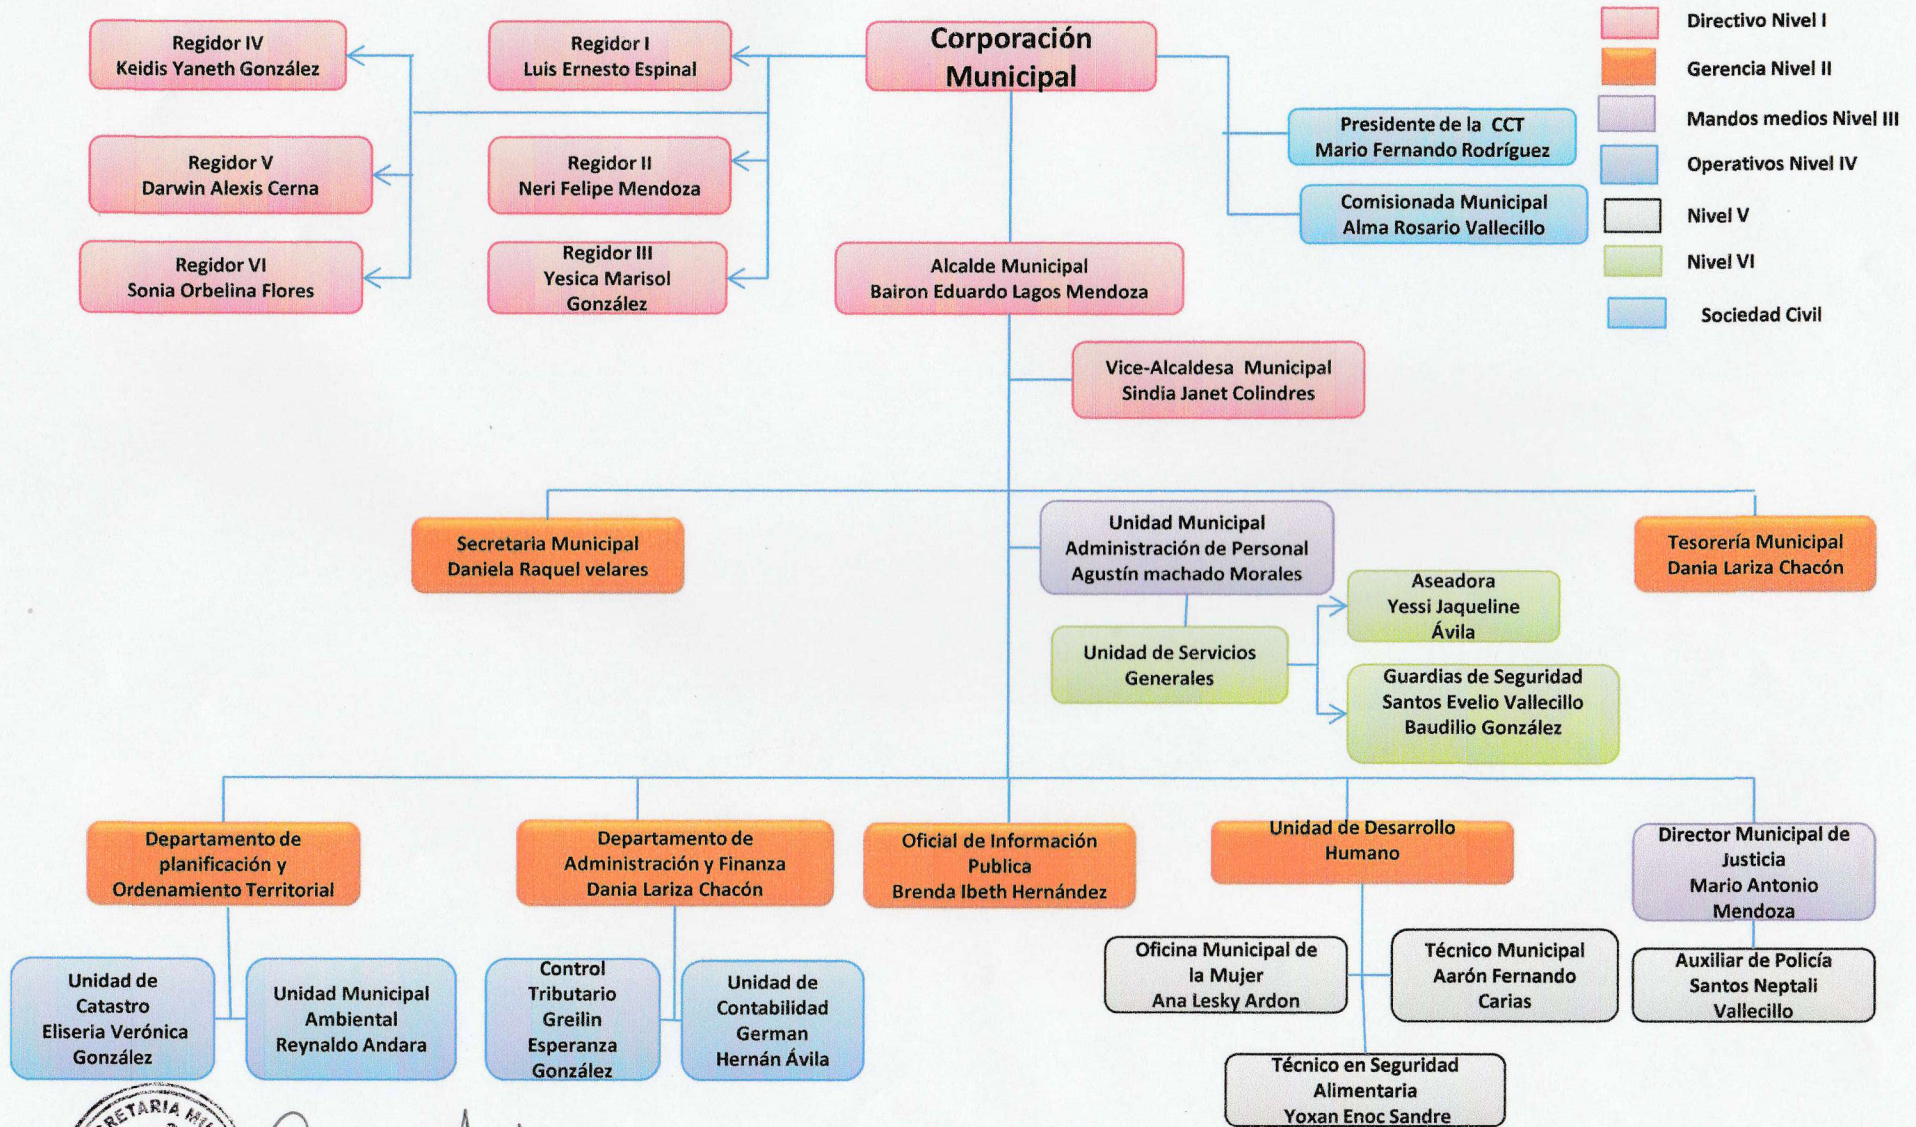 Corporación
Municipal
Regidor IV
Keidis Yaneth González
Regidor I
Luis Ernesto Espinal
Regidor V
Darwin Alexis Cerna
Regidor II
Neri Felipe Mendoza
Regidor VI
Sonia Orbelina Flores
Regidor III
Yesica Marisol
González
Presidente de la CCT
Mario Fernando Rodríguez
Comisionada Municipal
Alma Rosario Vallecillo
Directivo Nivel I
Gerencia Nivel II
Mandos medios Nivel III
Operativos Nivel IV
Nivel V
Nivel VI
Sociedad Civil
Alcalde Municipal
Bairon Eduardo Lagos Mendoza
Vice-Alcaldesa Municipal
Sindia Janet Colindres
Secretaria Municipal
Daniela Raquel velares
Unidad Municipal
Administración de Personal
Agustín machado Morales
Tesorería Municipal
Dania Lariza Chacón
Unidad de Servicios
Generales
Aseadora
Yessi Jaqueline
Ávila
Guardias de Seguridad
Santos Evelio Vallecillo
Baudilio González
Departamento de
planificación y
Ordenamiento Territorial
Departamento de
Administración y Finanza
Dania Lariza Chacón
Oficial de Información
Publica
Brenda Ibeth Hernández
Unidad de Desarrollo
Humano
Director Municipal de
Justicia
Mario Antonio
Mendoza
Unidad de
Catastro
Eliseria Verónica
González
Unidad Municipal
Ambiental
Reynaldo Andara
Control
Tributario
Greilin
Esperanza
González
Unidad de
Contabilidad
German
Hernán Ávila
Oficina Municipal de
la Mujer
Ana Lesky Ardon
Técnico Municipal
Aarón Fernando
Carias
Auxiliar de Policía
Santos Neptali
Vallecillo
Técnico en Seguridad
Alimentaria
Yoxan Enoc Sandre